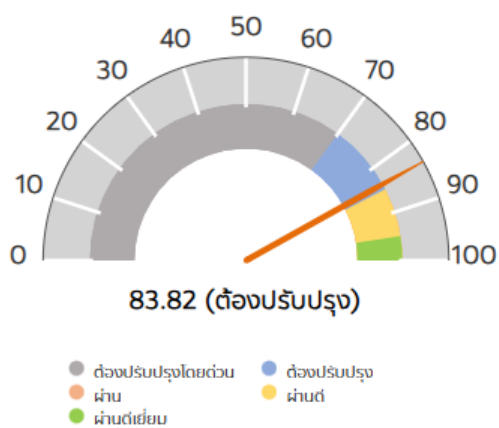 50
40
60
30
70
20
80
10
90
0
100
83.82 (ต้องปรับปรุง)
ต้องปรับปรุงโดยด่วน
ต้องปรับปรุง
ผ่าน
ผ่านดี
ผ่านดีเยี่ยม